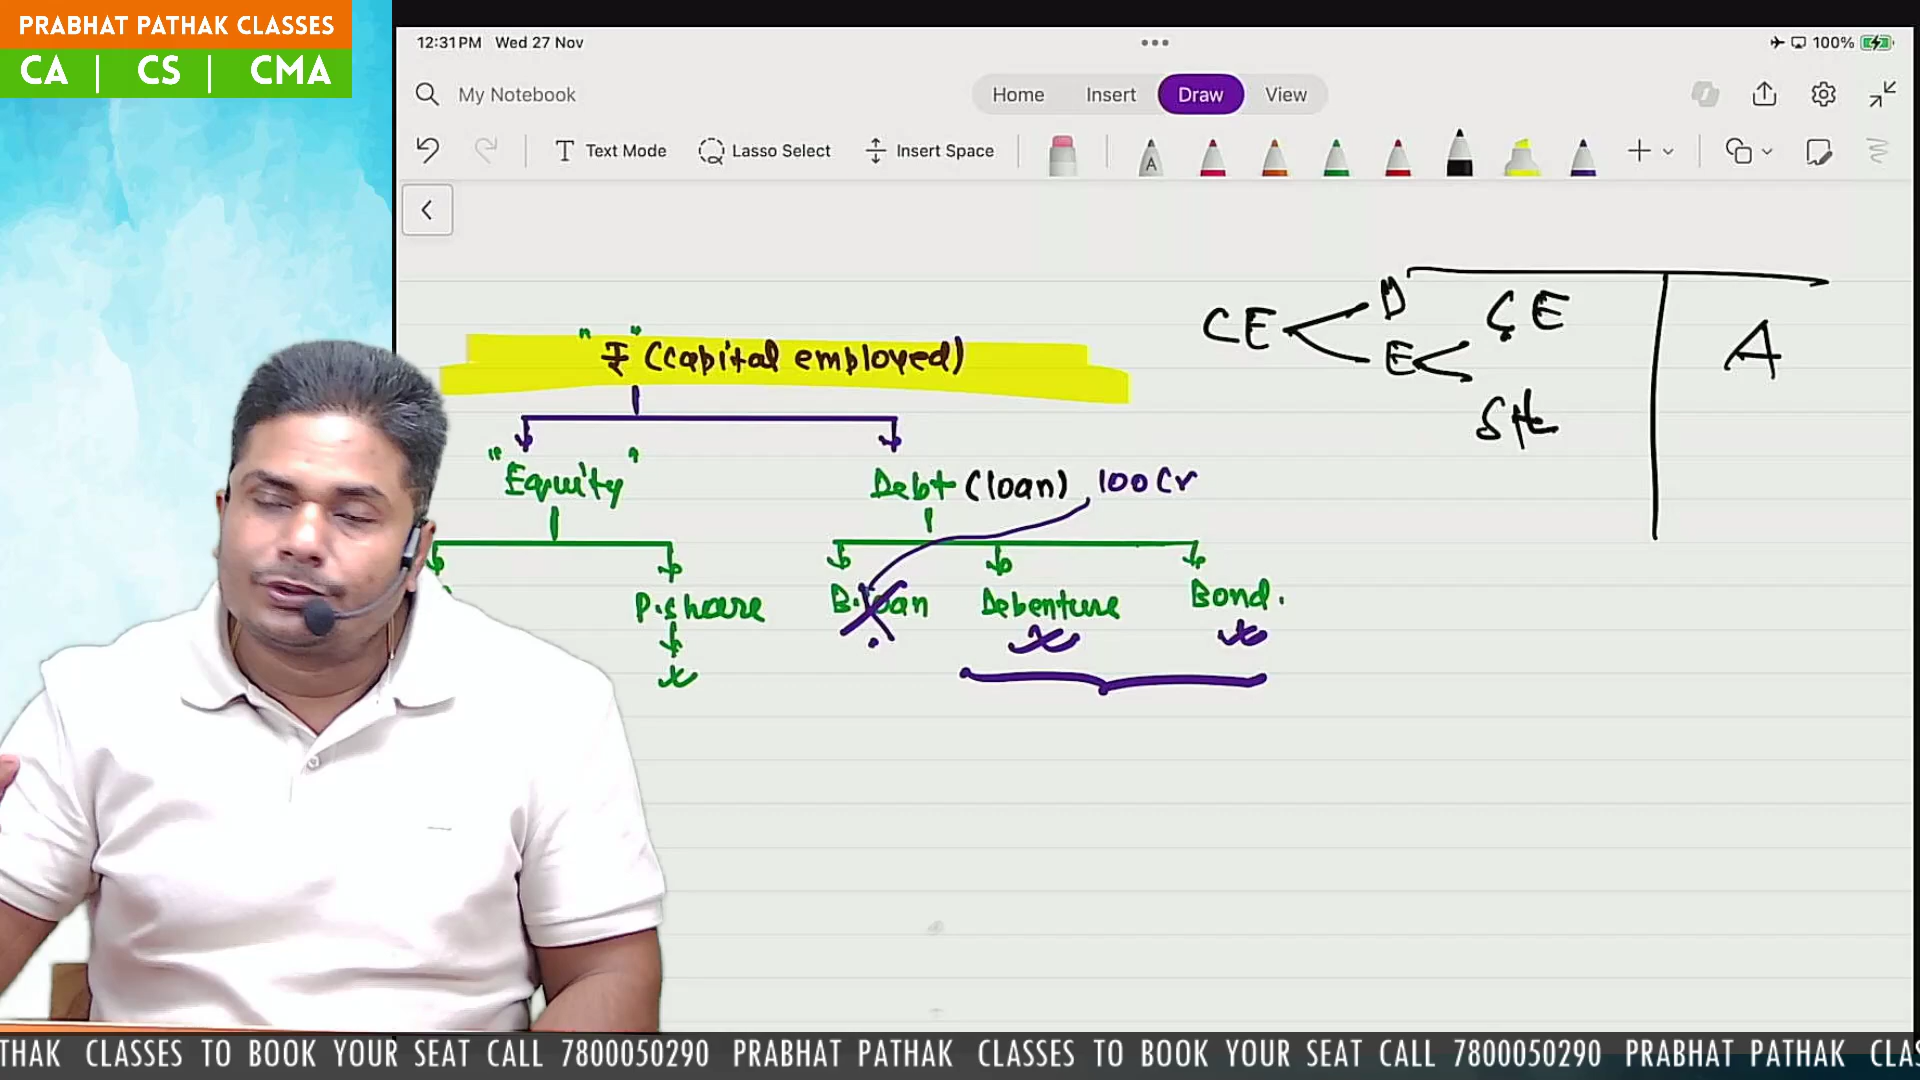 PRABHAT PATHAK CLASSES
CA | CS | CMA
12:31 PM Wed 27 Nov
100%
My Notebook
Home Insert Draw View
Text Mode Lasso Select Insert Space
A
"₹" (capital employed)
"Equity"
Debt (loan) 100 Cr
P.share
B.loan
Debenture
Bond.
CE
D
E
CE
SH
A
THAK CLASSES TO BOOK YOUR SEAT CALL 7800050290 PRABHAT PATHAK CLASSES TO BOOK YOUR SEAT CALL 7800050290 PRABHAT PATHAK CLAS